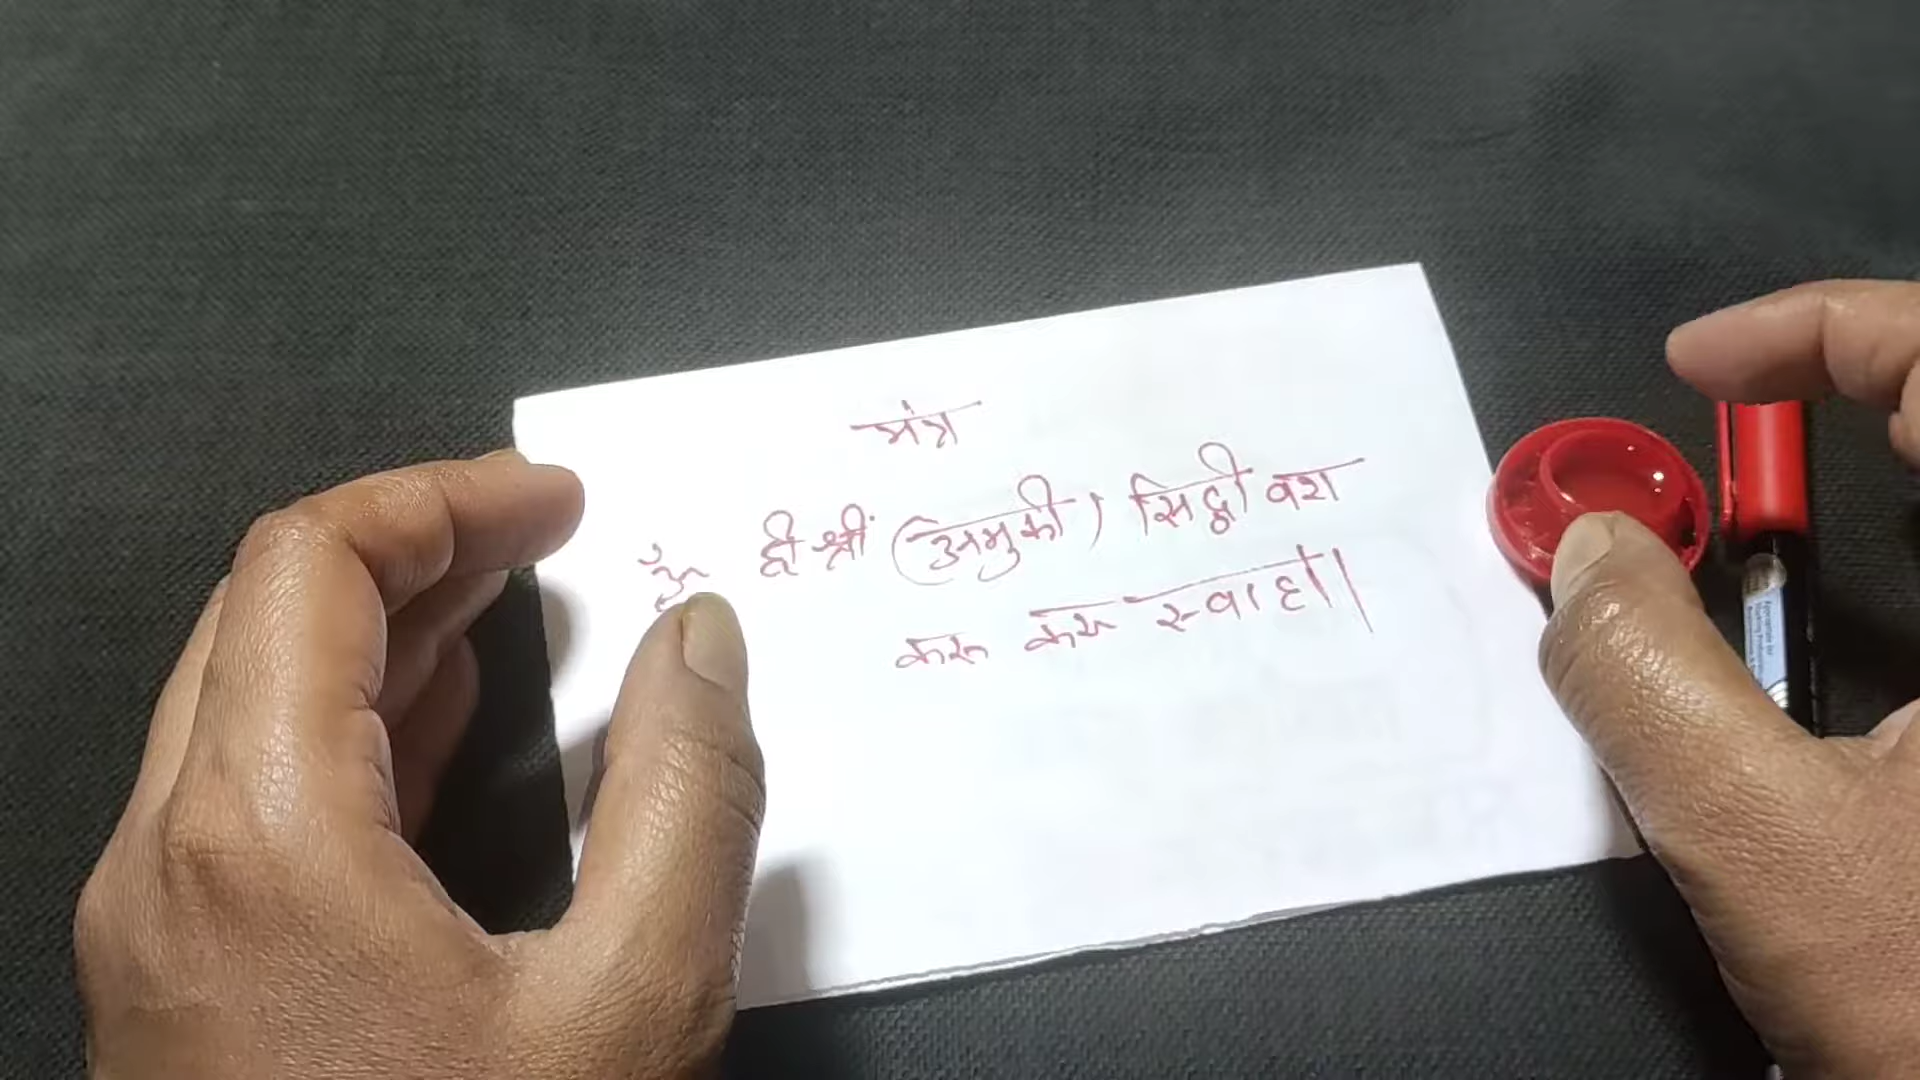 मंत्र
ॐ ह्री श्रीं (अमुकी) सिद्धी वश
करू करू स्वाहा।